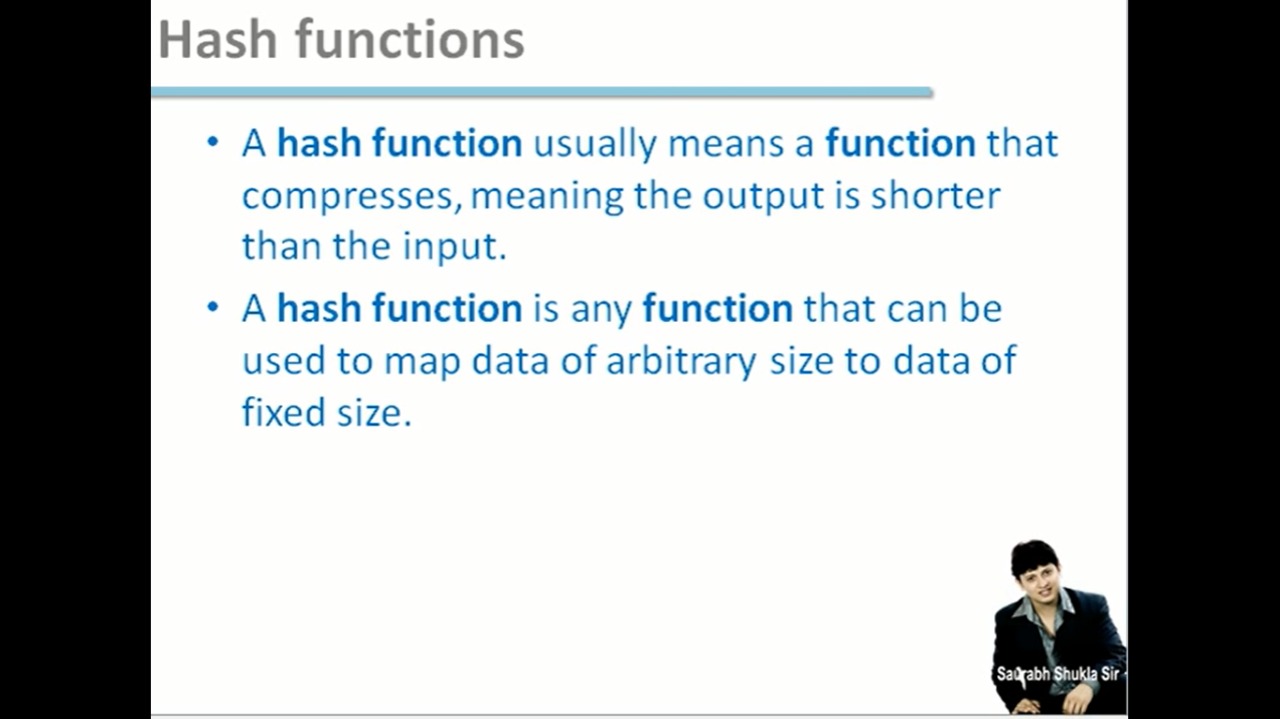 Hash functions
• A hash function usually means a function that
compresses, meaning the output is shorter
than the input.
• A hash function is any function that can be
used to map data of arbitrary size to data of
fixed size.
Saurabh Shukla Sir